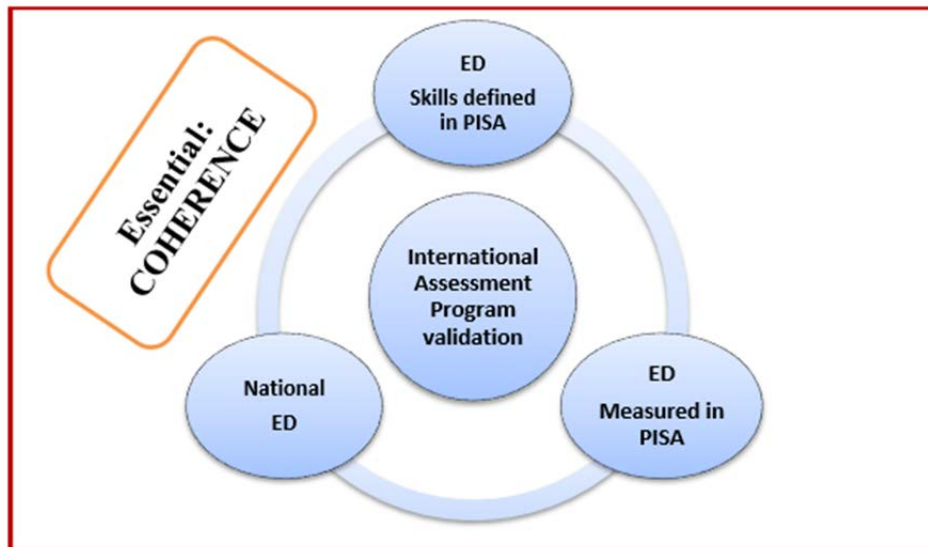 Essential:
COHERENCE
ED
Skills defined
in PISA
International
Assessment
Program
validation
National
ED
ED
Measured in
PISA